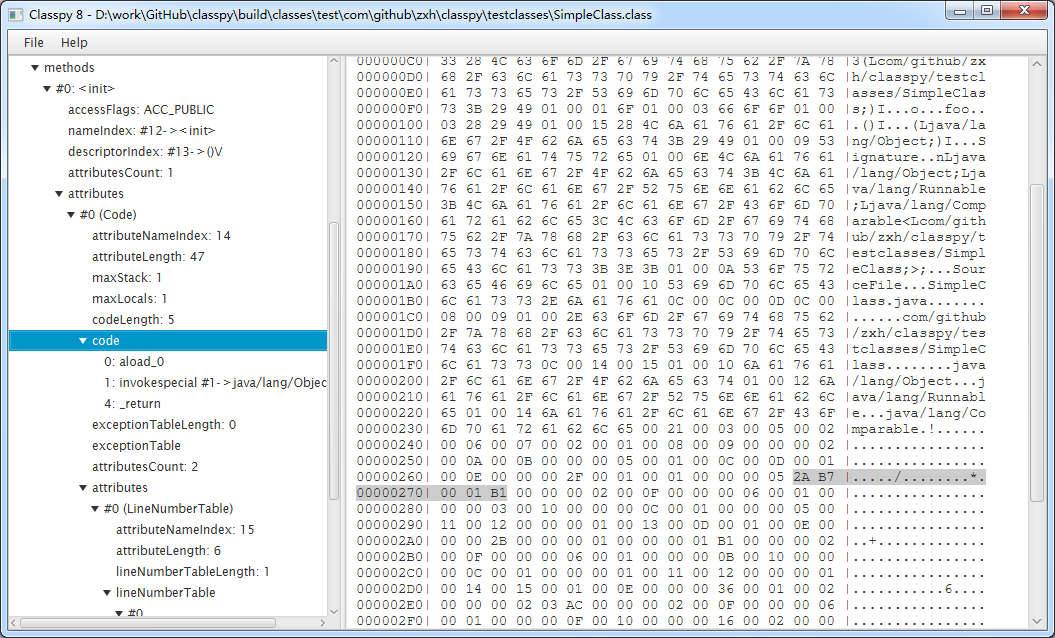 Classpy 8 - D:\work\GitHub\classpy\build\classes\test\com\github\zxh\classpy\testclasses\SimpleClass.class
File Help
methods
#0: <init>
accessFlags: ACC_PUBLIC
nameIndex: #12-><init>
descriptorIndex: #13->()V
attributesCount: 1
attributes
#0 (Code)
attributeNameIndex: 14
attributeLength: 47
maxStack: 1
maxLocals: 1
codeLength: 5
code
0: aload_0
1: invokespecial #1->java/lang/Objec
4: _return
exceptionTableLength: 0
exceptionTable
attributesCount: 2
attributes
#0 (LineNumberTable)
attributeNameIndex: 15
attributeLength: 6
lineNumberTableLength: 1
lineNumberTable
#0
000000C0| 33 28 4C 63 6F 6D 2F 67 69 74 68 75 62 2F 7A 78 |3(Lcom/github/zx
000000D0| 68 2F 63 6C 61 73 73 70 79 2F 74 65 73 74 63 6C |h/classpy/testcl
000000E0| 61 73 73 65 73 2F 53 69 6D 70 6C 65 43 6C 61 73 |asses/SimpleClas
000000F0| 73 3B 29 49 01 00 01 6F 01 00 03 66 6F 6F 01 00 |s;)I...o...foo..
00000100| 03 28 29 49 01 00 15 28 4C 6A 61 76 61 2F 6C 61 |.()I...(Ljava/la
00000110| 6E 67 2F 4F 62 6A 65 63 74 3B 29 49 01 00 09 53 |ng/Object;)I...S
00000120| 69 67 6E 61 74 75 72 65 01 00 6E 4C 6A 61 76 61 |ignature..nLjava
00000130| 2F 6C 61 6E 67 2F 4F 62 6A 65 63 74 3B 4C 6A 61 |/lang/Object;Lja
00000140| 76 61 2F 6C 61 6E 67 2F 52 75 6E 6E 61 62 6C 65 |va/lang/Runnable
00000150| 3B 4C 6A 61 76 61 2F 6C 61 6E 67 2F 43 6F 6D 70 |;Ljava/lang/Comp
00000160| 61 72 61 62 6C 65 3C 4C 63 6F 6D 2F 67 69 74 68 |arable<Lcom/gith
00000170| 75 62 2F 7A 78 68 2F 63 6C 61 73 73 70 79 2F 74 |ub/zxh/classpy/t
00000180| 65 73 74 63 6C 61 73 73 65 73 2F 53 69 6D 70 6C |estclasses/Simpl
00000190| 65 43 6C 61 73 73 3B 3E 3B 01 00 0A 53 6F 75 72 |eClass;>;...Sour
000001A0| 63 65 46 69 6C 65 01 00 10 53 69 6D 70 6C 65 43 |ceFile...SimpleC
000001B0| 6C 61 73 73 2E 6A 61 76 61 0C 00 0C 00 0D 0C 00 |lass.java.......
000001C0| 08 00 09 01 00 2E 63 6F 6D 2F 67 69 74 68 75 62 |......com/github
000001D0| 2F 7A 78 68 2F 63 6C 61 73 73 70 79 2F 74 65 73 |/zxh/classpy/tes
000001E0| 74 63 6C 61 73 73 65 73 2F 53 69 6D 70 6C 65 43 |tclasses/SimpleC
000001F0| 6C 61 73 73 0C 00 14 00 15 01 00 10 6A 61 76 61 |lass........java
00000200| 2F 6C 61 6E 67 2F 4F 62 6A 65 63 74 01 00 12 6A |/lang/Object...j
00000210| 61 76 61 2F 6C 61 6E 67 2F 52 75 6E 6E 61 62 6C |ava/lang/Runnabl
00000220| 65 01 00 14 6A 61 76 61 2F 6C 61 6E 67 2F 43 6F |e...java/lang/Co
00000230| 6D 70 61 72 61 62 6C 65 00 21 00 03 00 05 00 02 |mparable.!......
00000240| 00 06 00 07 00 02 00 01 00 08 00 09 00 00 00 02 |................
00000250| 00 0A 00 0B 00 00 00 05 00 01 00 0C 00 0D 00 01 |................
00000260| 00 0E 00 00 00 2F 00 01 00 01 00 00 00 05 2A B7 |...../........*.
00000270| 00 01 B1 00 00 00 02 00 0F 00 00 00 06 00 01 00 |................
00000280| 00 00 03 00 10 00 00 00 0C 00 01 00 00 00 05 00 |................
00000290| 11 00 12 00 00 00 01 00 13 00 0D 00 01 00 0E 00 |................
000002A0| 00 00 2B 00 00 00 01 00 00 00 01 B1 00 00 00 02 |..+.............
000002B0| 00 0F 00 00 00 06 00 01 00 00 00 0B 00 10 00 00 |................
000002C0| 00 0C 00 01 00 00 00 01 00 11 00 12 00 00 00 01 |................
000002D0| 00 14 00 15 00 01 00 0E 00 00 00 36 00 01 00 02 |...........6....
000002E0| 00 00 00 02 03 AC 00 00 00 02 00 0F 00 00 00 06 |................
000002F0| 00 01 00 00 00 0F 00 10 00 00 00 16 00 02 00 00 |................